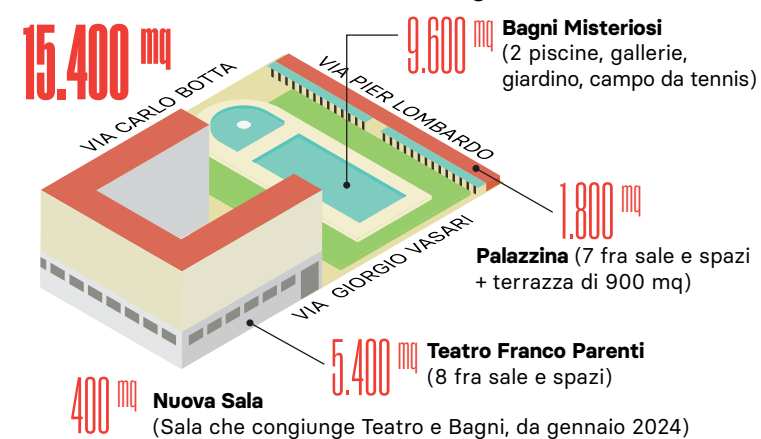 15.400 mq
VIA CARLO BOTTA
VIA PIER LOMBARDO
9.600 mq
Bagni Misteriosi
(2 piscine, gallerie,
giardino, campo da tennis)
1.800 mq
Palazzina (7 fra sale e spazi
+ terrazza di 900 mq)
VIA GIORGIO VASARI
5.400 mq
Teatro Franco Parenti
(8 fra sale e spazi)
400 mq
Nuova Sala
(Sala che congiunge Teatro e Bagni, da gennaio 2024)